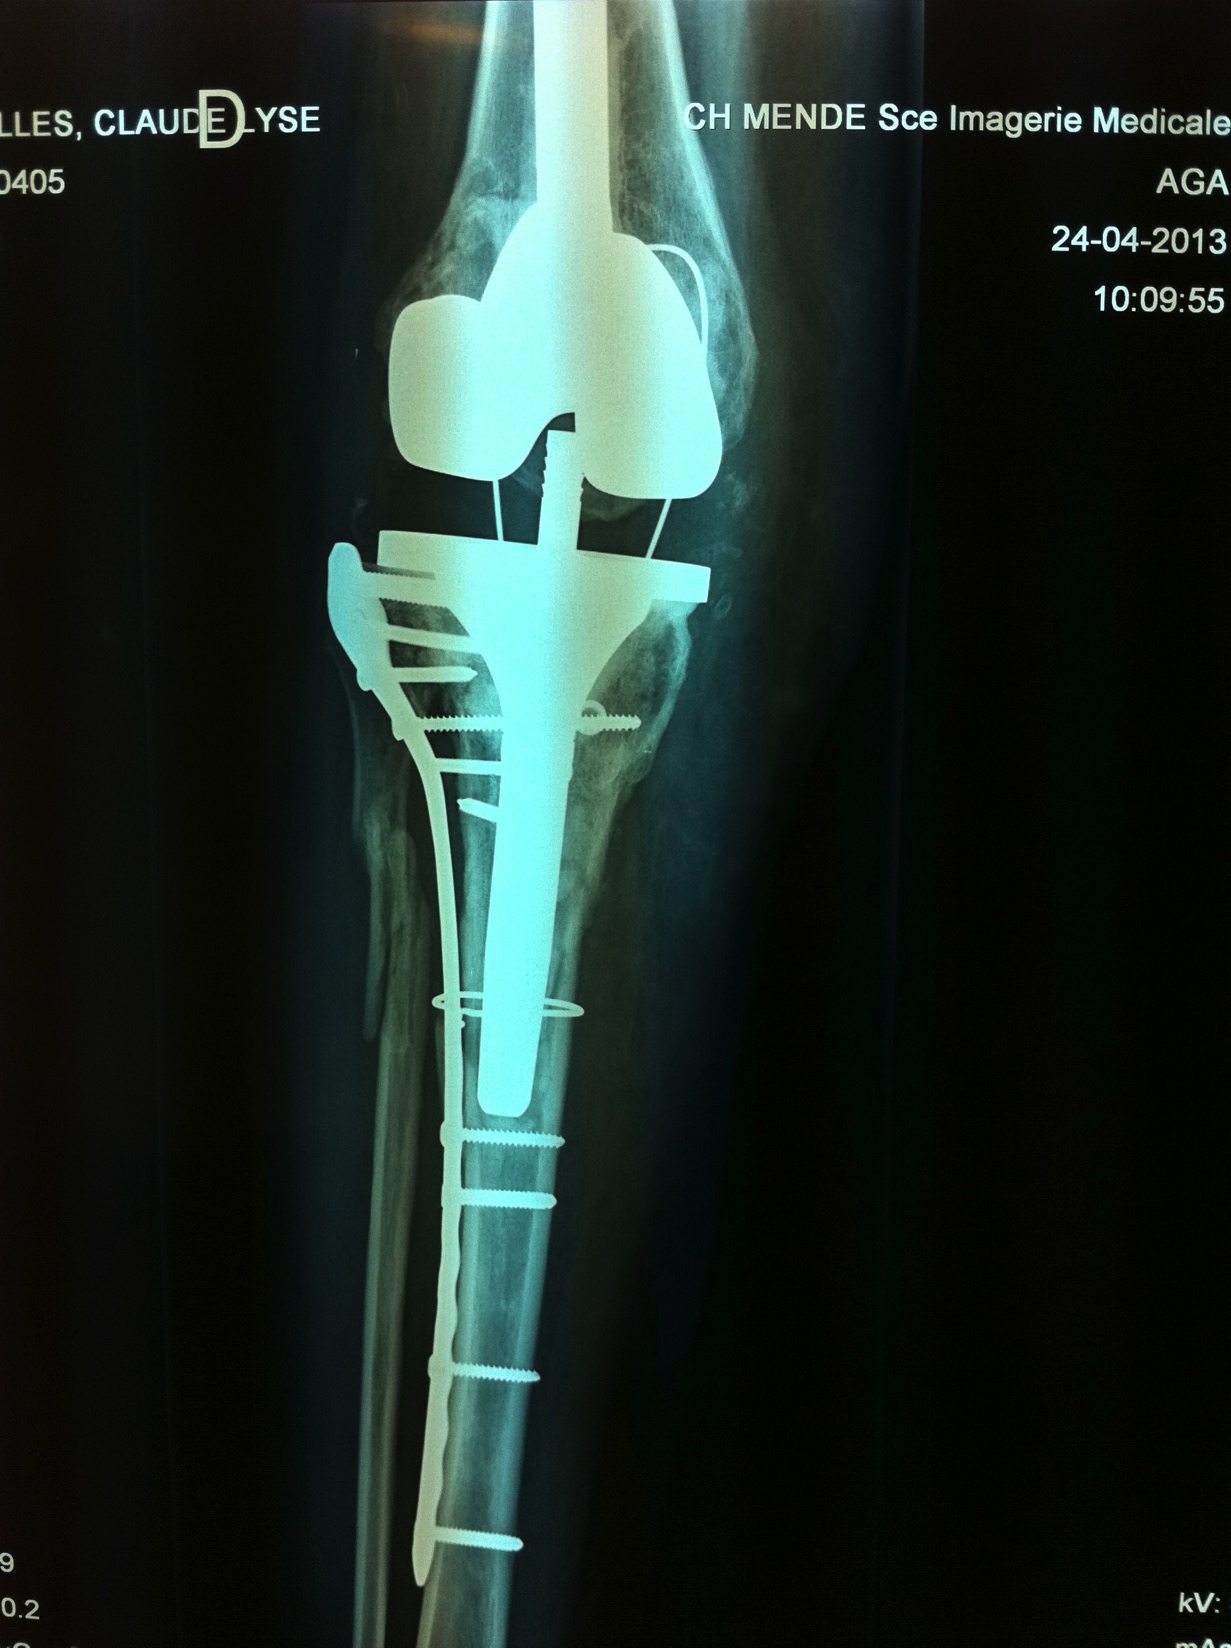 LLES, CLAUDE LYSE
D
0405
CH MENDE Sce Imagerie Medicale
AGA
24-04-2013
10:09:55
9
0.2
kV: